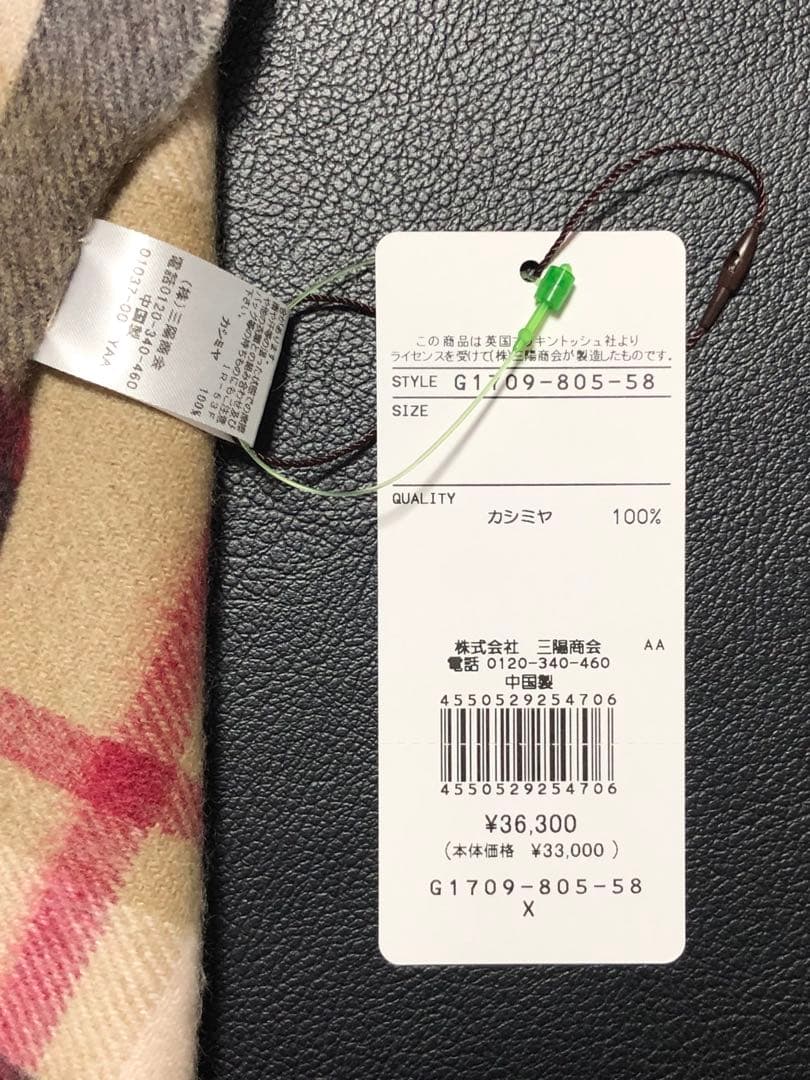 この商品は英国マッキントッシュ社より
ライセンスを受けて(株)三陽商会が製造したものです。
STYLE G1709-805-58
SIZE
QUALITY
カシミヤ 100%
株式会社 三陽商会 AA
電話 0120-340-460
中国製
4550529254706
4550529254706
¥36,300
(本体価格 ¥33,000 )
G1709-805-58
X
カシミヤ 100%
(株)三陽商会
電話0120-340-460
中国製
01037-00 YAA